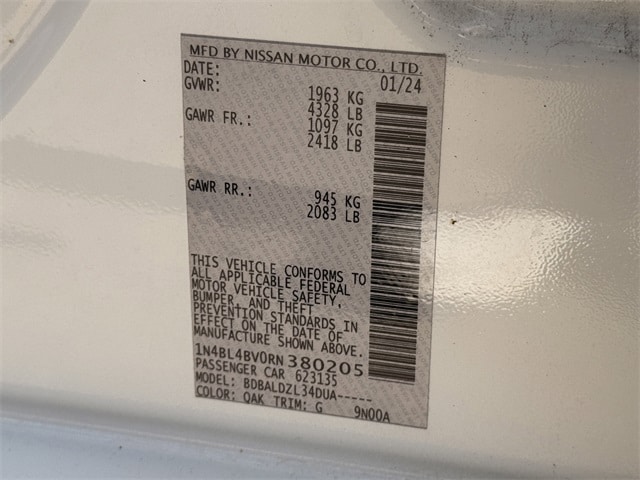 MFD BY NISSAN MOTOR CO., LTD.
DATE: 01/24
GVWR: 1963 KG
4328 LB
GAWR FR.: 1097 KG
2418 LB
GAWR RR.: 945 KG
2083 LB
THIS VEHICLE CONFORMS TO
ALL APPLICABLE FEDERAL
MOTOR VEHICLE SAFETY,
BUMPER, AND THEFT
PREVENTION STANDARDS IN
EFFECT ON THE DATE OF
MANUFACTURE SHOWN ABOVE.
1N4BL4BV0RN380205
PASSENGER CAR 623135
MODEL: BDBALDZL34DUA-----
COLOR: QAK TRIM: G 9N00A